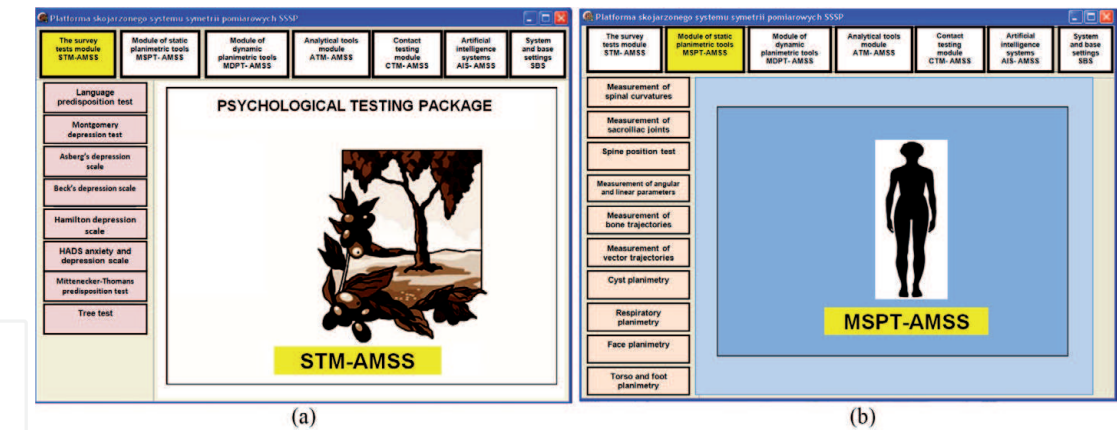 Platforma skojarzonego systemu symetrii pomiarowych SSSP
The survey
tests module
STM-AMSS
Module of static
planimetric tools
MSPT- AMSS
Module of
dynamic
planimetric tools
MDPT- AMSS
Analytical tools
module
ATM- AMSS
Contact
testing
module
CTM- AMSS
Artificial
intelligence
systems
AIS- AMSS
System
and base
settings
SBS
Language
predisposition test
Montgomery
depression test
Asberg's depression
scale
Beck's depression scale
Hamilton depression
scale
HADS anxiety and
depression scale
Mittenecker-Thomans
predisposition test
Tree test
PSYCHOLOGICAL TESTING PACKAGE
STM-AMSS
(a)
Platforma skojarzonego systemu symetrii pomiarowych SSSP
The survey
tests module
STM- AMSS
Module of static
planimetric tools
MSPT-AMSS
Module of
dynamic
planimetric tools
MDPT- AMSS
Analytical tools
module
ATM- AMSS
Contact
testing
module
CTM- AMSS
Artificial
intelligence
systems
AIS- AMSS
System
and base
settings
SBS
Measurement of
spinal curvatures
Measurement of
sacroiliac joints
Spine position test
Measurement of angular
and linear parameters
Measurement of
bone trajectories
Measurement of
vector trajectories
Cyst planimetry
Respiratory
planimetry
Face planimetry
Torso and foot
planimetry
MSPT-AMSS
(b)